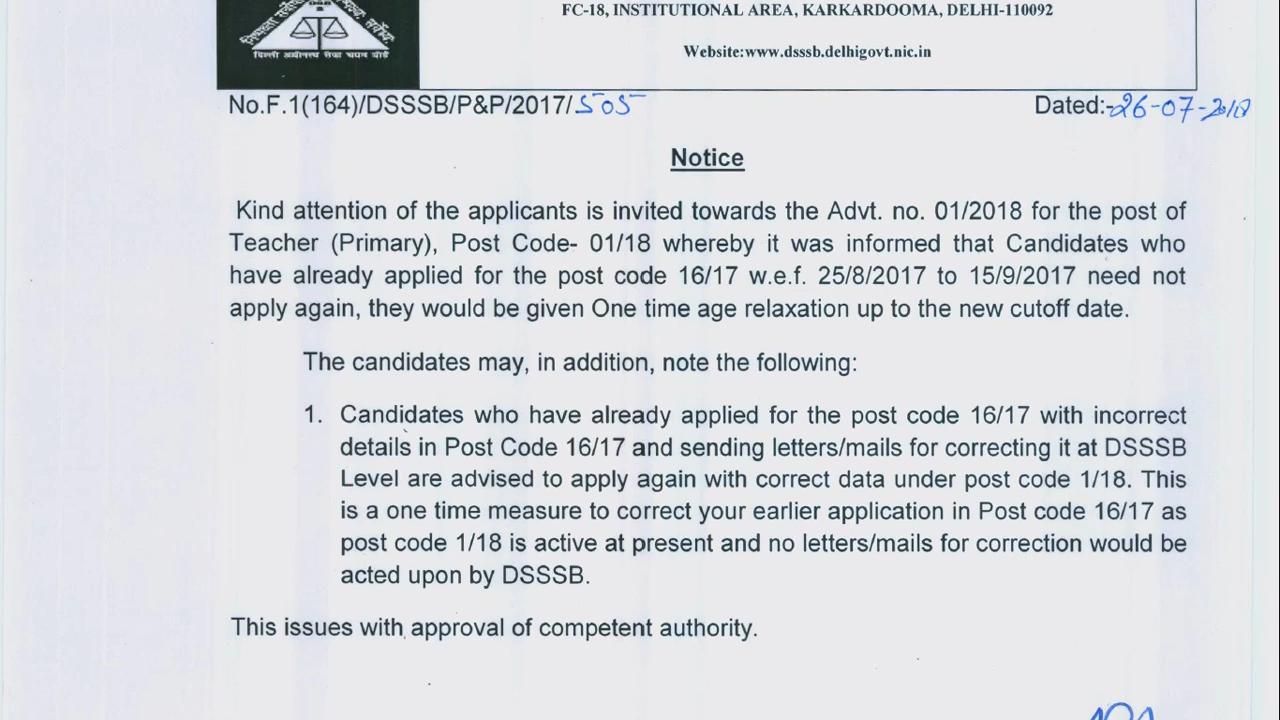 FC-18, INSTITUTIONAL AREA, KARKARDOOMA, DELHI-110092
Website:www.dsssb.delhigovt.nic.in
दिल्ली अधीनस्थ सेवा चयन बोर्ड
No.F.1(164)/DSSSB/P&P/2017/505 Dated:-26-07-2018
Notice
Kind attention of the applicants is invited towards the Advt. no. 01/2018 for the post of
Teacher (Primary), Post Code- 01/18 whereby it was informed that Candidates who
have already applied for the post code 16/17 w.e.f. 25/8/2017 to 15/9/2017 need not
apply again, they would be given One time age relaxation up to the new cutoff date.
The candidates may, in addition, note the following:
1. Candidates who have already applied for the post code 16/17 with incorrect
details in Post Code 16/17 and sending letters/mails for correcting it at DSSSB
Level are advised to apply again with correct data under post code 1/18. This
is a one time measure to correct your earlier application in Post code 16/17 as
post code 1/18 is active at present and no letters/mails for correction would be
acted upon by DSSSB.
This issues with approval of competent authority.